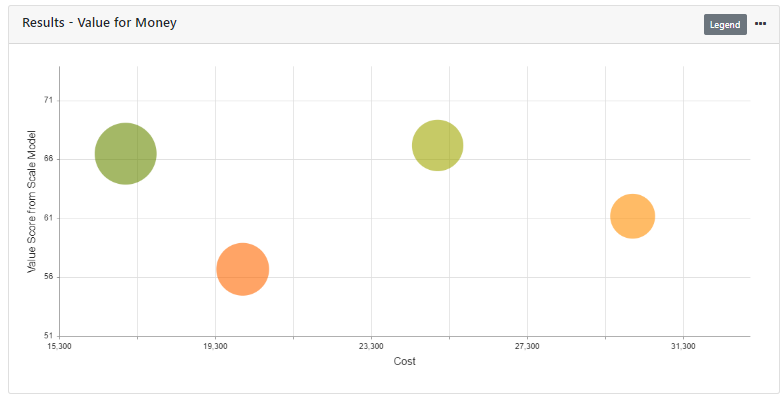 Results - Value for Money
Legend
71
66
61
56
51
Value Score from Scale Model
15,300
19,300
23,300
27,300
31,300
Cost